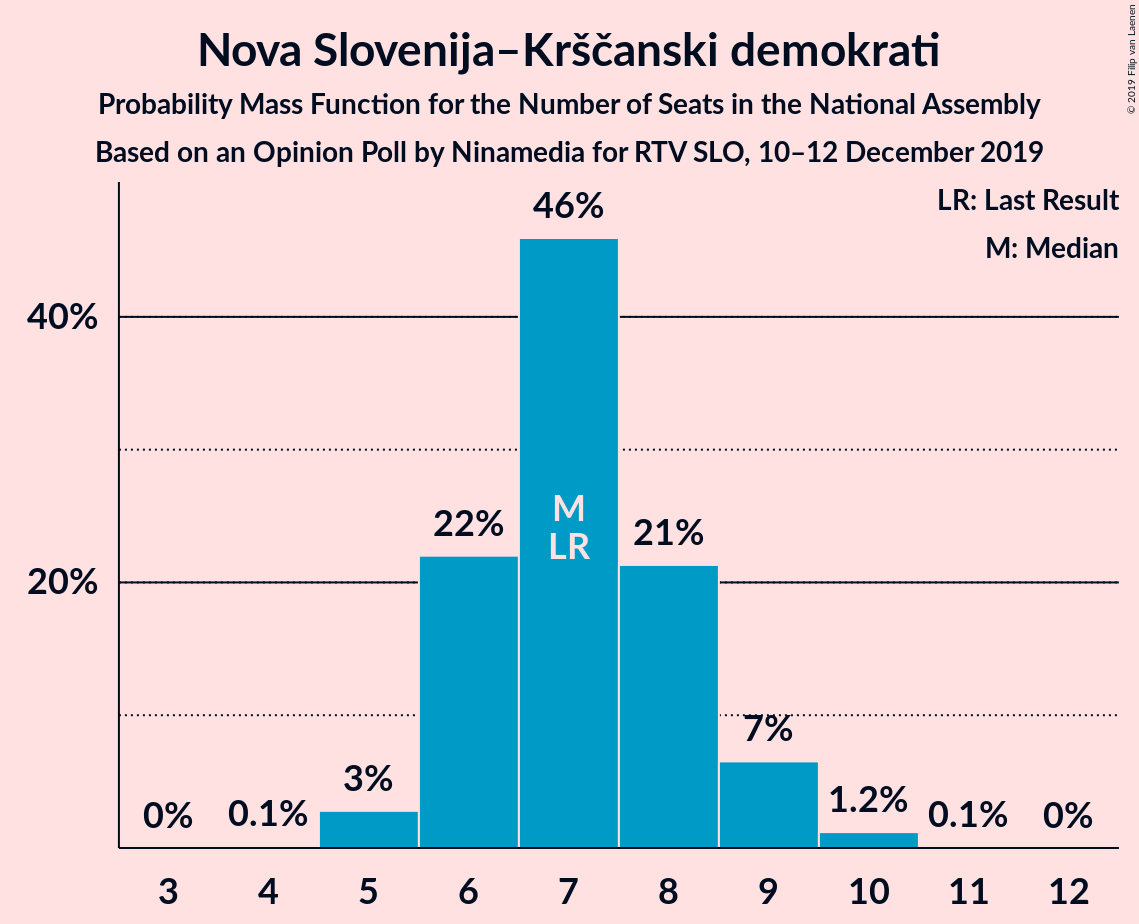 Nova Slovenija–Krščanski demokrati
Probability Mass Function for the Number of Seats in the National Assembly
Based on an Opinion Poll by Ninamedia for RTV SLO, 10–12 December 2019
© 2019 Filip van Laenen
LR: Last Result
M: Median
40%
20%
0%
0.1%
3%
22%
46%
M
LR
21%
7%
1.2%
0.1%
0%
3 4 5 6 7 8 9 10 11 12